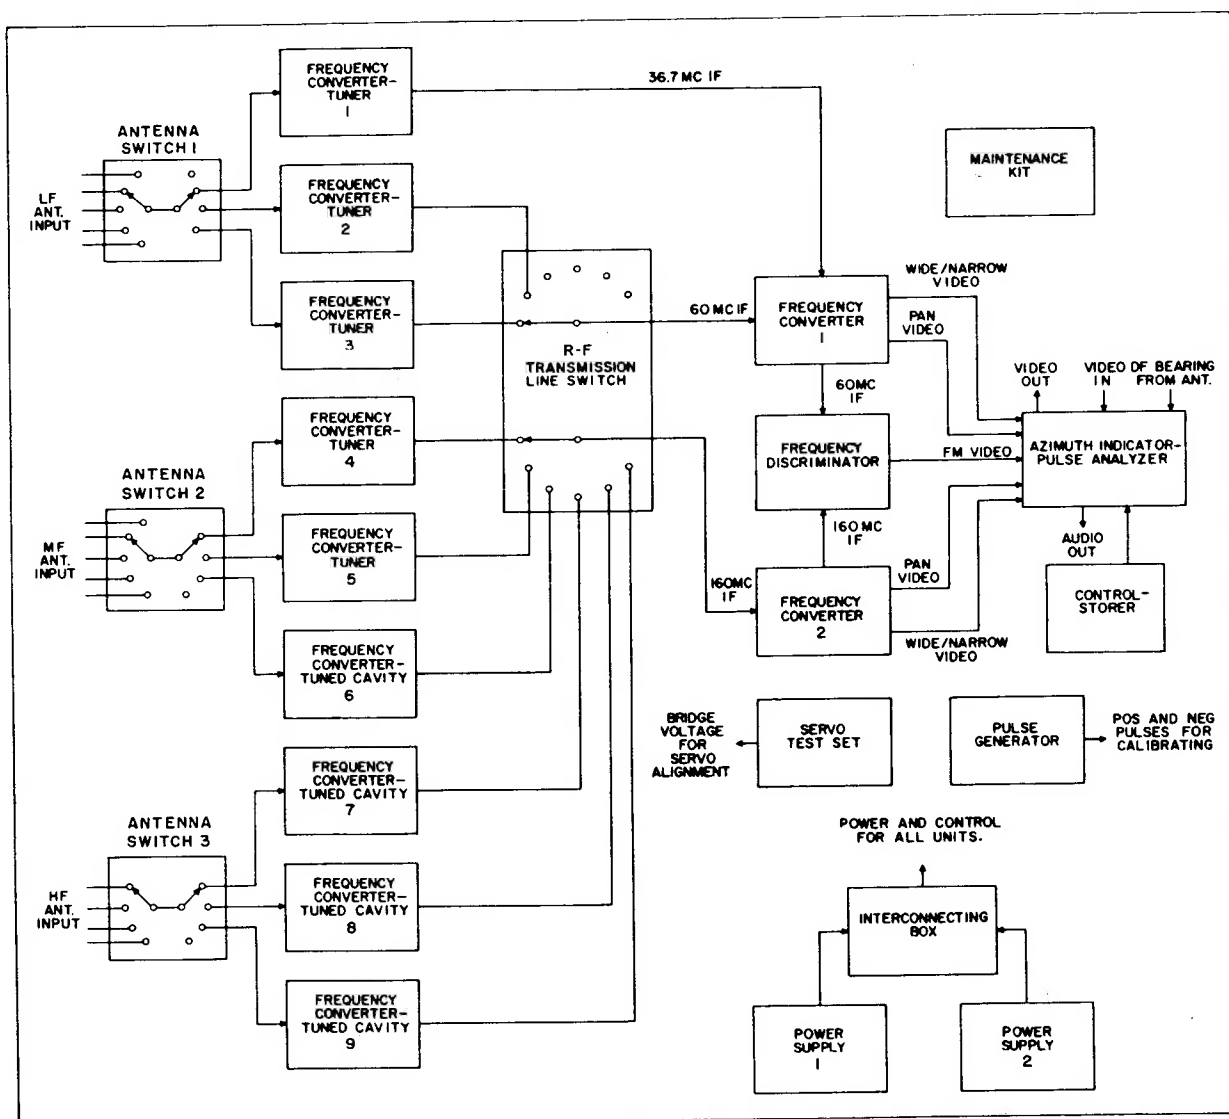 FREQUENCY
CONVERTER-
TUNER
1
36.7 MC IF
ANTENNA
SWITCH 1
LF
ANT.
INPUT
FREQUENCY
CONVERTER-
TUNER
2
MAINTENANCE
KIT
FREQUENCY
CONVERTER-
TUNER
3
R-F
TRANSMISSION
LINE SWITCH
60 MC IF
FREQUENCY
CONVERTER
1
WIDE/NARROW
VIDEO
PAN
VIDEO
60MC
IF
VIDEO
OUT
VIDEO
IN
DF BEARING
FROM ANT.
FREQUENCY
CONVERTER-
TUNER
4
FREQUENCY
DISCRIMINATOR
FM VIDEO
AZIMUTH INDICATOR-
PULSE ANALYZER
ANTENNA
SWITCH 2
MF
ANT.
INPUT
FREQUENCY
CONVERTER-
TUNER
5
160 MC
IF
160MC
IF
FREQUENCY
CONVERTER
2
PAN
VIDEO
WIDE/NARROW
VIDEO
AUDIO
OUT
CONTROL-
STORER
FREQUENCY
CONVERTER-
TUNED CAVITY
6
BRIDGE
VOLTAGE
FOR
SERVO
ALIGNMENT
SERVO
TEST SET
PULSE
GENERATOR
POS AND NEG
PULSES FOR
CALIBRATING
FREQUENCY
CONVERTER-
TUNED CAVITY
7
ANTENNA
SWITCH 3
HF
ANT.
INPUT
FREQUENCY
CONVERTER-
TUNED CAVITY
8
POWER AND CONTROL
FOR ALL UNITS.
INTERCONNECTING
BOX
FREQUENCY
CONVERTER-
TUNED CAVITY
9
POWER
SUPPLY
1
POWER
SUPPLY
2